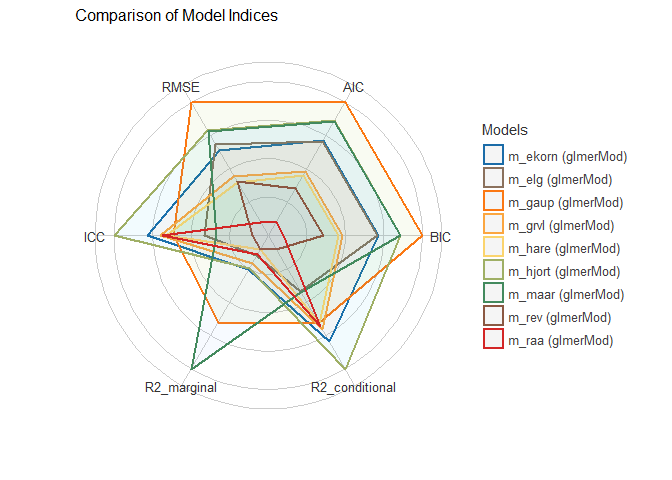 Comparison of Model Indices
RMSE
AIC
ICC
BIC
R2_marginal
R2_conditional
Models
m_ekorn (glmerMod)
m_elg (glmerMod)
m_gaup (glmerMod)
m_grvl (glmerMod)
m_hare (glmerMod)
m_hjort (glmerMod)
m_maar (glmerMod)
m_rev (glmerMod)
m_raa (glmerMod)